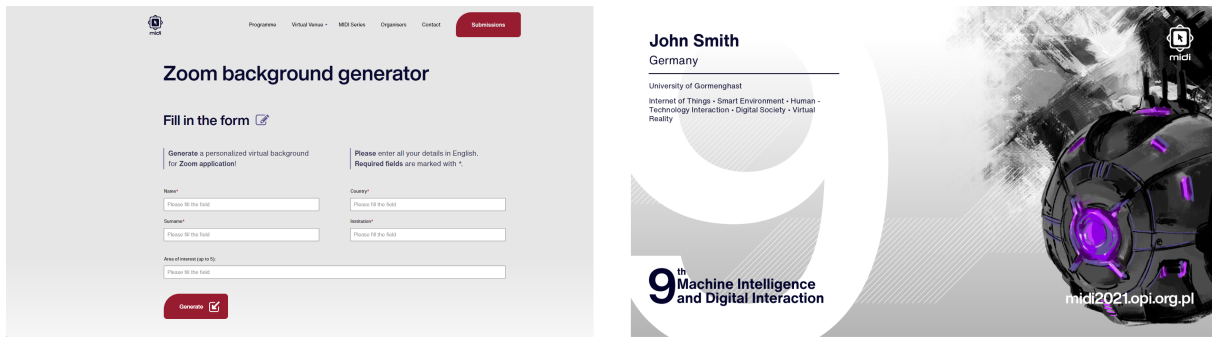 midi
Programme
Virtual Venue
MIDI Series
Organisers
Contact
Submissions
Zoom background generator
Fill in the form
Generate a personalized virtual background
for Zoom application!
Please enter all your details in English.
Required fields are marked with *.
Name*
Please fill the field
Country*
Please fill the field
Surname*
Please fill the field
Institution*
Please fill the field
Area of interest (up to 5):
Please fill the field
Generate
John Smith
Germany
University of Gormenghast
Internet of Things • Smart Environment • Human -
Technology Interaction • Digital Society • Virtual
Reality
9
midi
9th Machine Intelligence
and Digital Interaction
midi2021.opi.org.pl